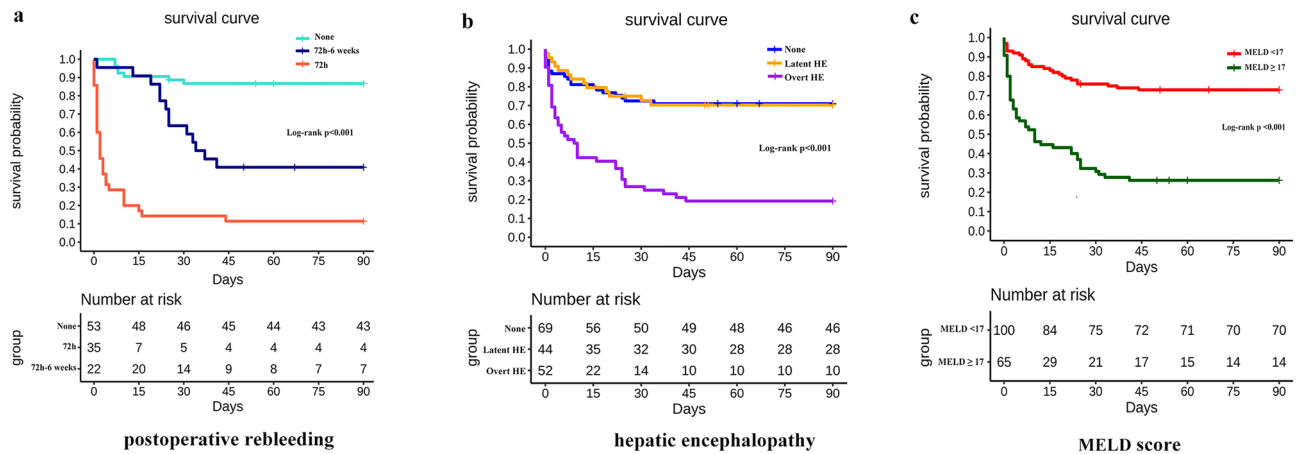 a
survival curve
None
72h-6 weeks
72h
1.0
0.9
0.8
0.7
0.6
0.5
0.4
0.3
0.2
0.1
0.0
survival probability
Log-rank p<0.001
0 15 30 45 60 75 90
Days
Number at risk
group
None 53 48 46 45 44 43 43
72h 35 7 5 4 4 4 4
72h-6 weeks 22 20 14 9 8 7 7
0 15 30 45 60 75 90
Days
postoperative rebleeding
b
survival curve
None
Latent HE
Overt HE
1.0
0.9
0.8
0.7
0.6
0.5
0.4
0.3
0.2
0.1
0.0
survival probability
Log-rank p<0.001
0 15 30 45 60 75 90
Days
Number at risk
group
None 69 56 50 49 48 46 46
Latent HE 44 35 32 30 28 28 28
Overt HE 52 22 14 10 10 10 10
0 15 30 45 60 75 90
Days
hepatic encephalopathy
c
survival curve
MELD <17
MELD ≥ 17
1.0
0.9
0.8
0.7
0.6
0.5
0.4
0.3
0.2
0.1
0.0
survival probability
Log-rank p <0.001
0 15 30 45 60 75 90
Days
Number at risk
group
MELD <17 100 84 75 72 71 70 70
MELD ≥ 17 65 29 21 17 15 14 14
0 15 30 45 60 75 90
Days
MELD score